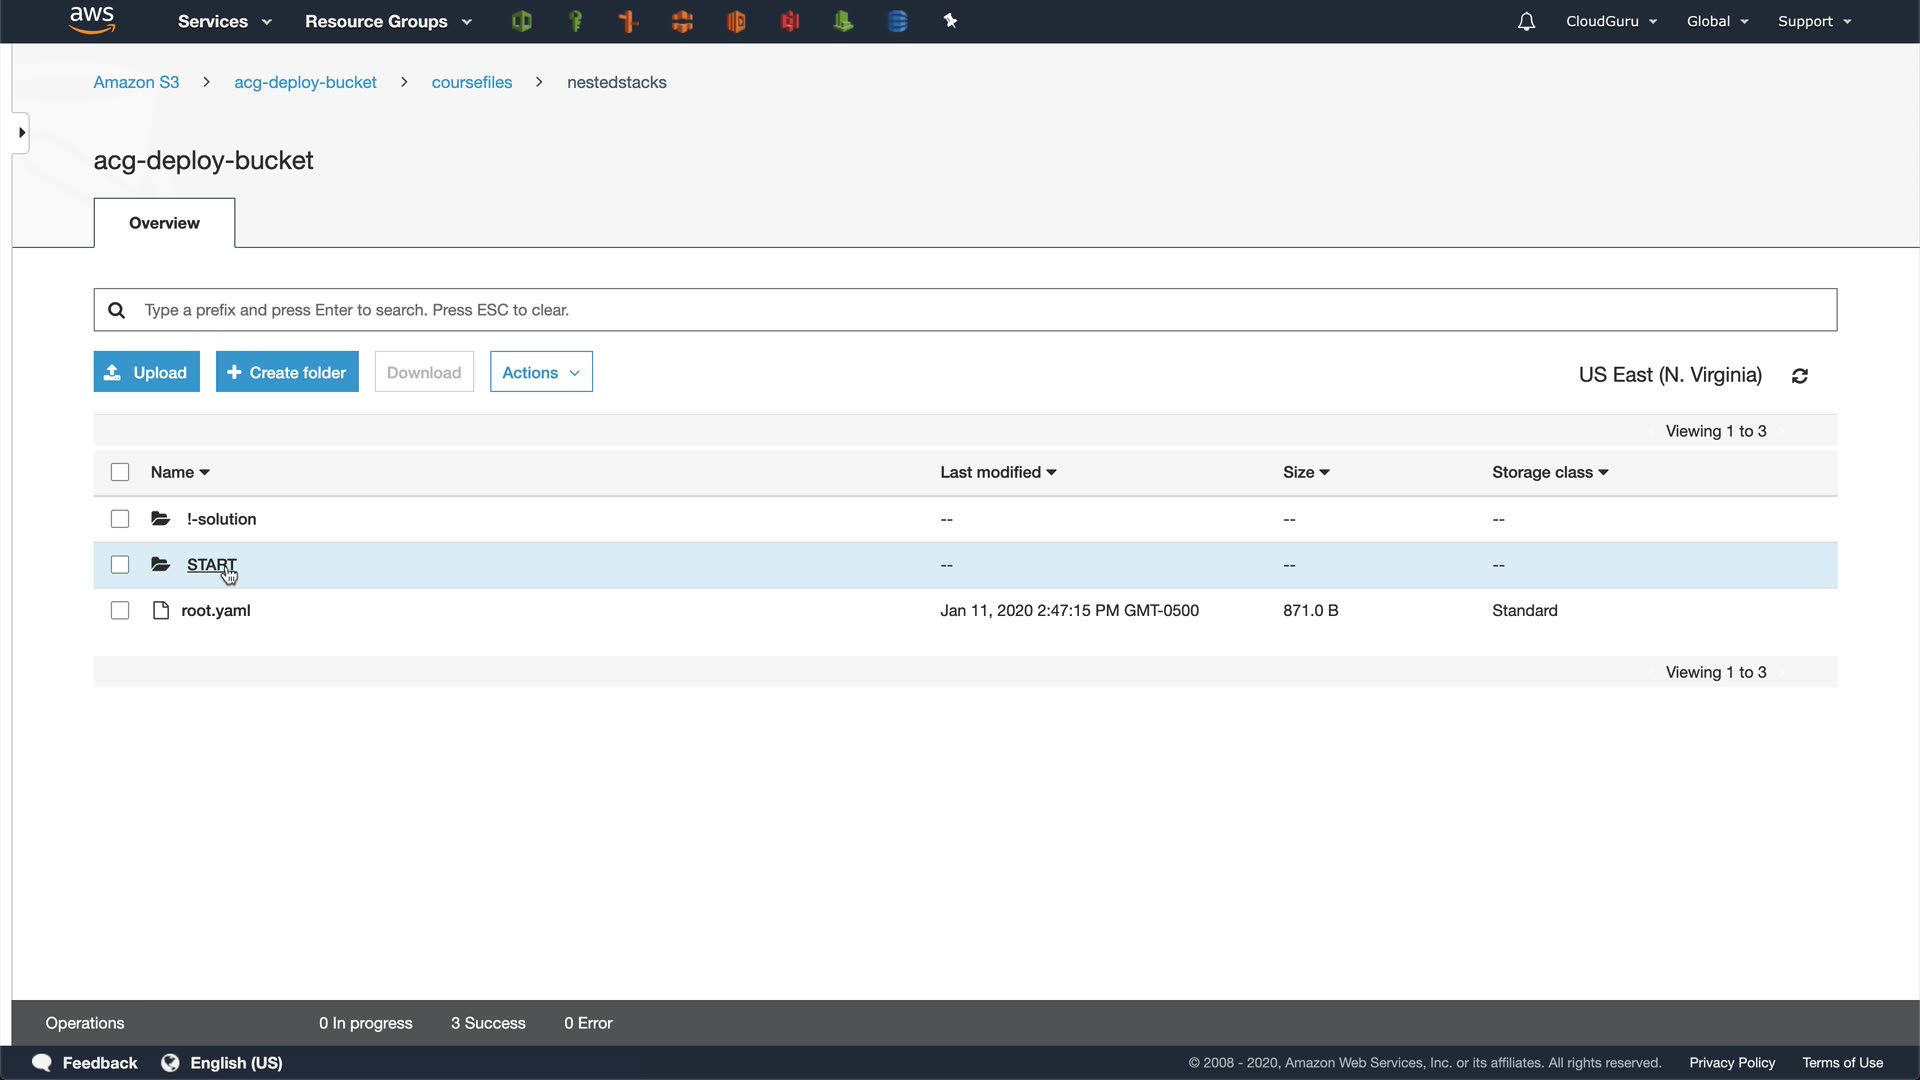 aws Services Resource Groups CloudGuru Global Support
Amazon S3 > acg-deploy-bucket > coursefiles > nestedstacks
acg-deploy-bucket
Overview
Type a prefix and press Enter to search. Press ESC to clear.
Upload + Create folder Download Actions US East (N. Virginia)
Viewing 1 to 3
Name Last modified Size Storage class
!-solution -- -- --
START -- -- --
root.yaml Jan 11, 2020 2:47:15 PM GMT-0500 871.0 B Standard
Viewing 1 to 3
Operations 0 In progress 3 Success 0 Error
Feedback English (US) © 2008 - 2020, Amazon Web Services, Inc. or its affiliates. All rights reserved. Privacy Policy Terms of Use